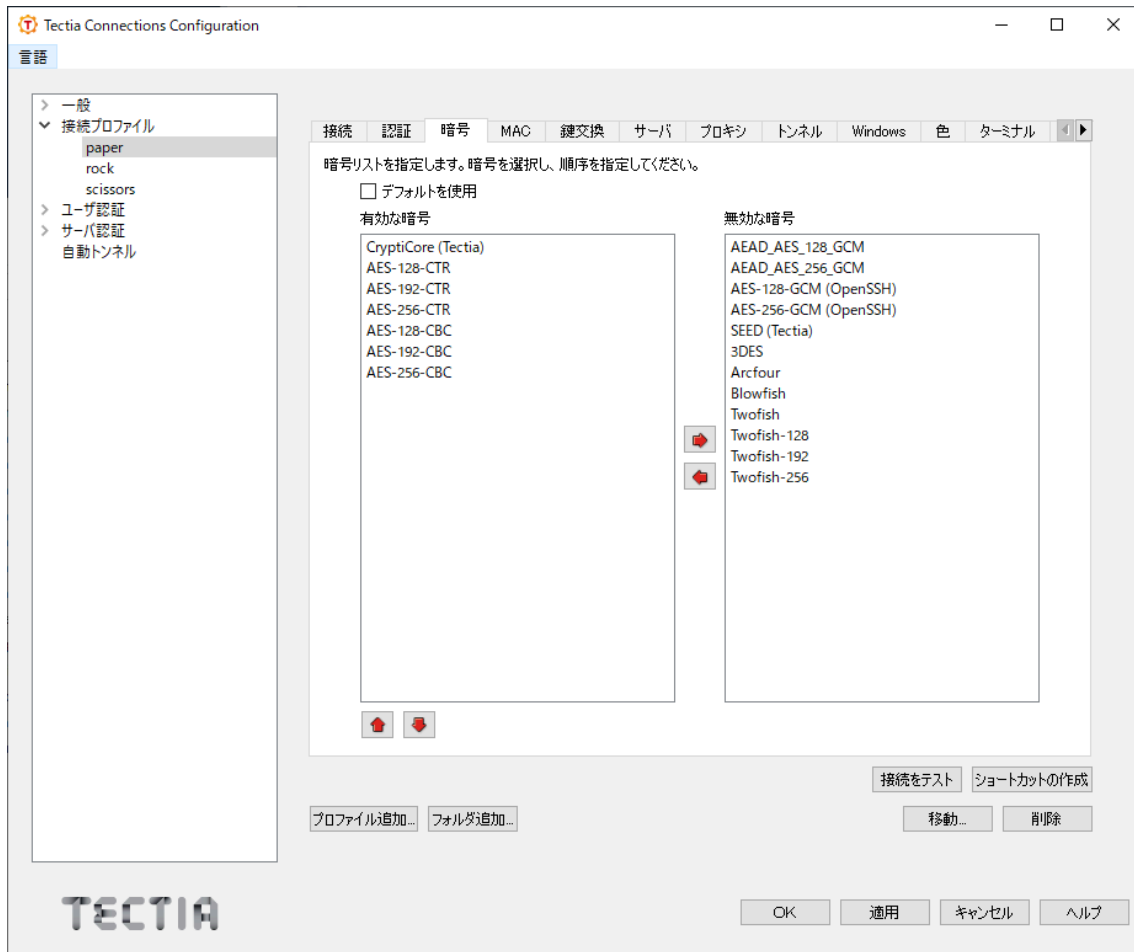 Tectia Connections Configuration
言語
一般
接続プロファイル
paper
rock
scissors
ユーザ認証
サーバ認証
自動トンネル
接続 認証 暗号 MAC 鍵交換 サーバ プロキシ トンネル Windows 色 ターミナル
暗号リストを指定します。暗号を選択し、順序を指定してください。
デフォルトを使用
有効な暗号
CryptiCore (Tectia)
AES-128-CTR
AES-192-CTR
AES-256-CTR
AES-128-CBC
AES-192-CBC
AES-256-CBC
無効な暗号
AEAD_AES_128_GCM
AEAD_AES_256_GCM
AES-128-GCM (OpenSSH)
AES-256-GCM (OpenSSH)
SEED (Tectia)
3DES
Arcfour
Blowfish
Twofish
Twofish-128
Twofish-192
Twofish-256
接続をテスト ショートカットの作成
プロファイル追加... フォルダ追加... 移動... 削除
TECTIA
OK 適用 キャンセル ヘルプ